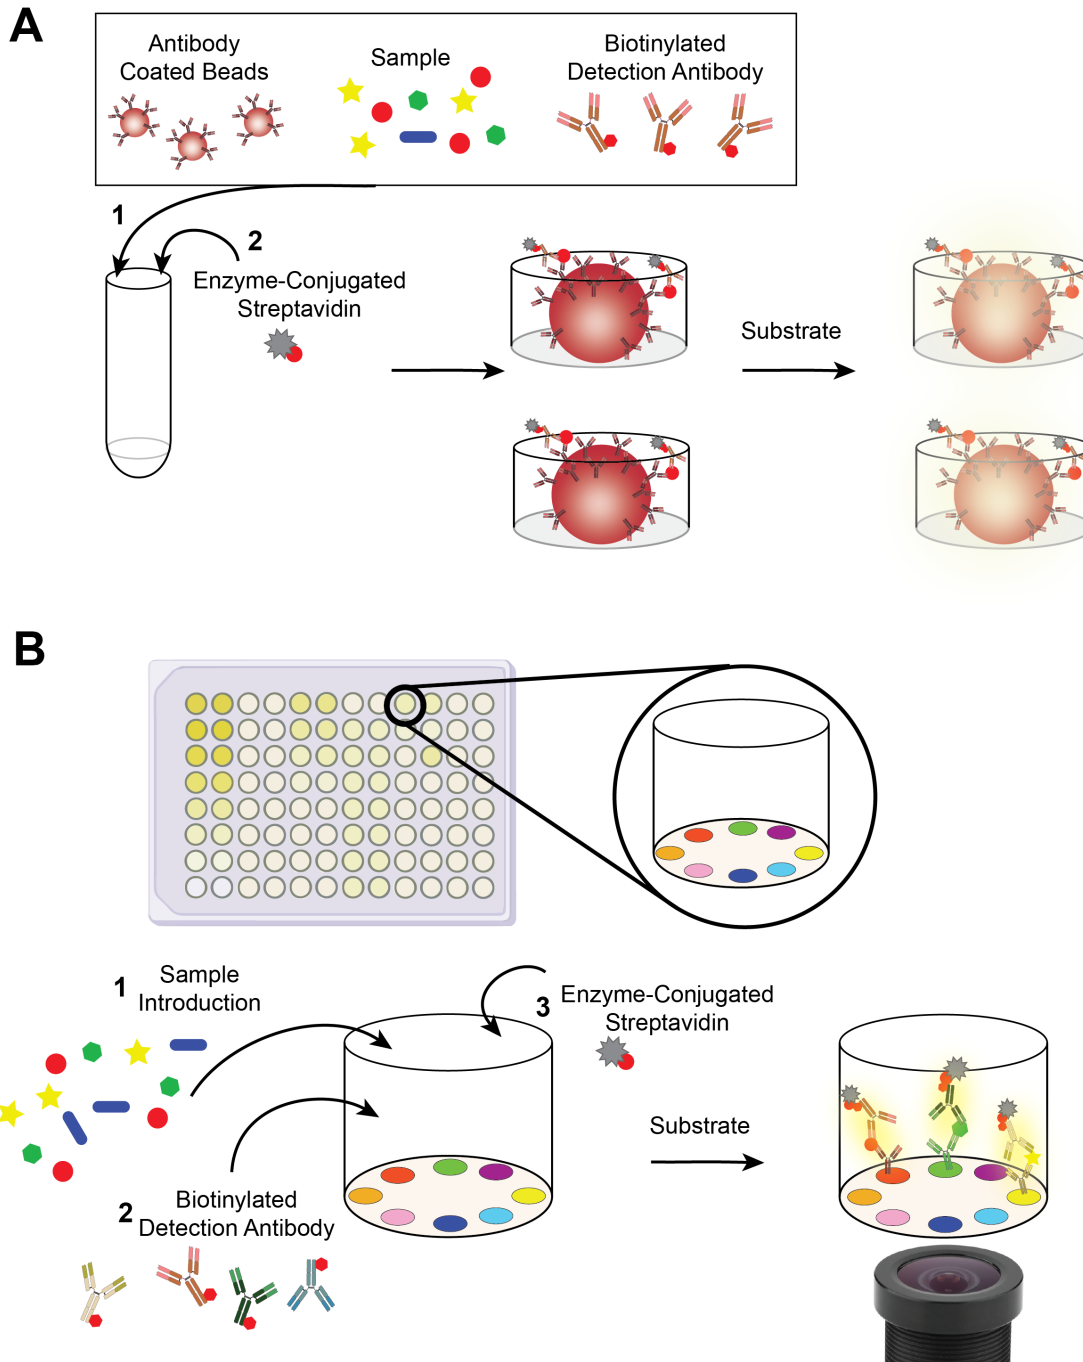 A
Antibody
Coated Beads
Sample
Biotinylated
Detection Antibody
1
2
Enzyme-Conjugated
Streptavidin
Substrate
B
1
Sample
Introduction
3
Enzyme-Conjugated
Streptavidin
Substrate
2
Biotinylated
Detection Antibody